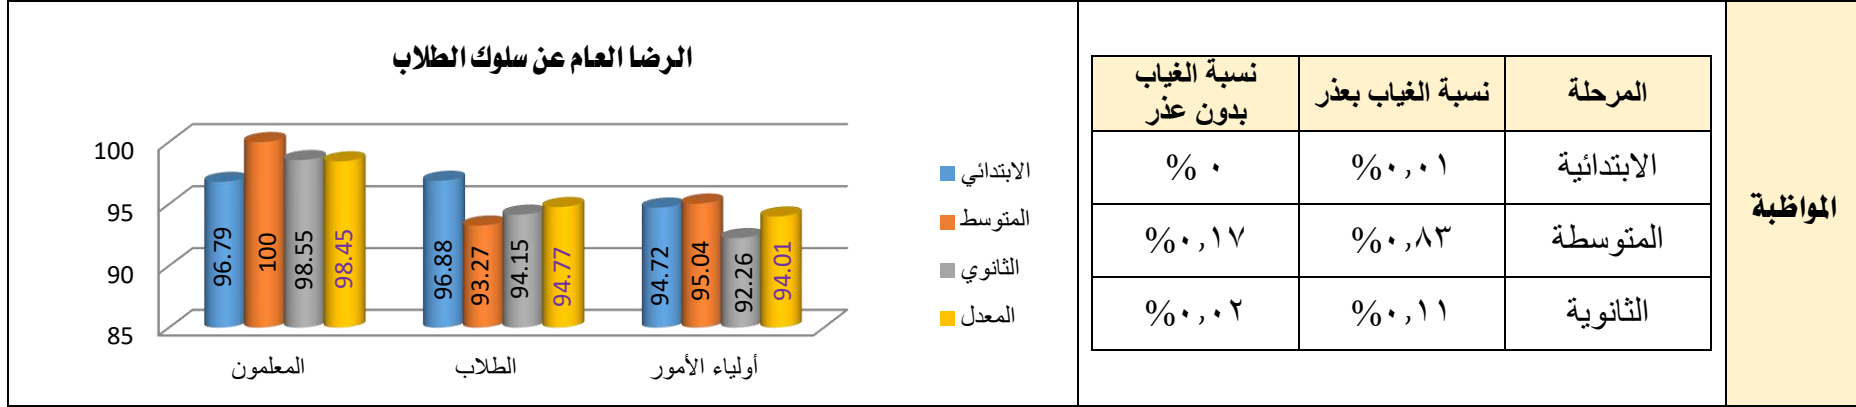 المواظبة
المرحلة
نسبة الغياب بعذر
نسبة الغياب
بدون عذر
الابتدائية
%٠,٠١
% ٠
المتوسطة
%٠,٨٣
%٠,١٧
الثانوية
%٠,١١
%٠,٠٢
الرضا العام عن سلوك الطلاب
100
95
90
85
96.79
100
98.55
98.45
96.88
93.27
94.15
94.77
94.72
95.04
92.26
94.01
المعلمون
الطلاب
أولياء الأمور
الابتدائي
المتوسط
الثانوي
المعدل